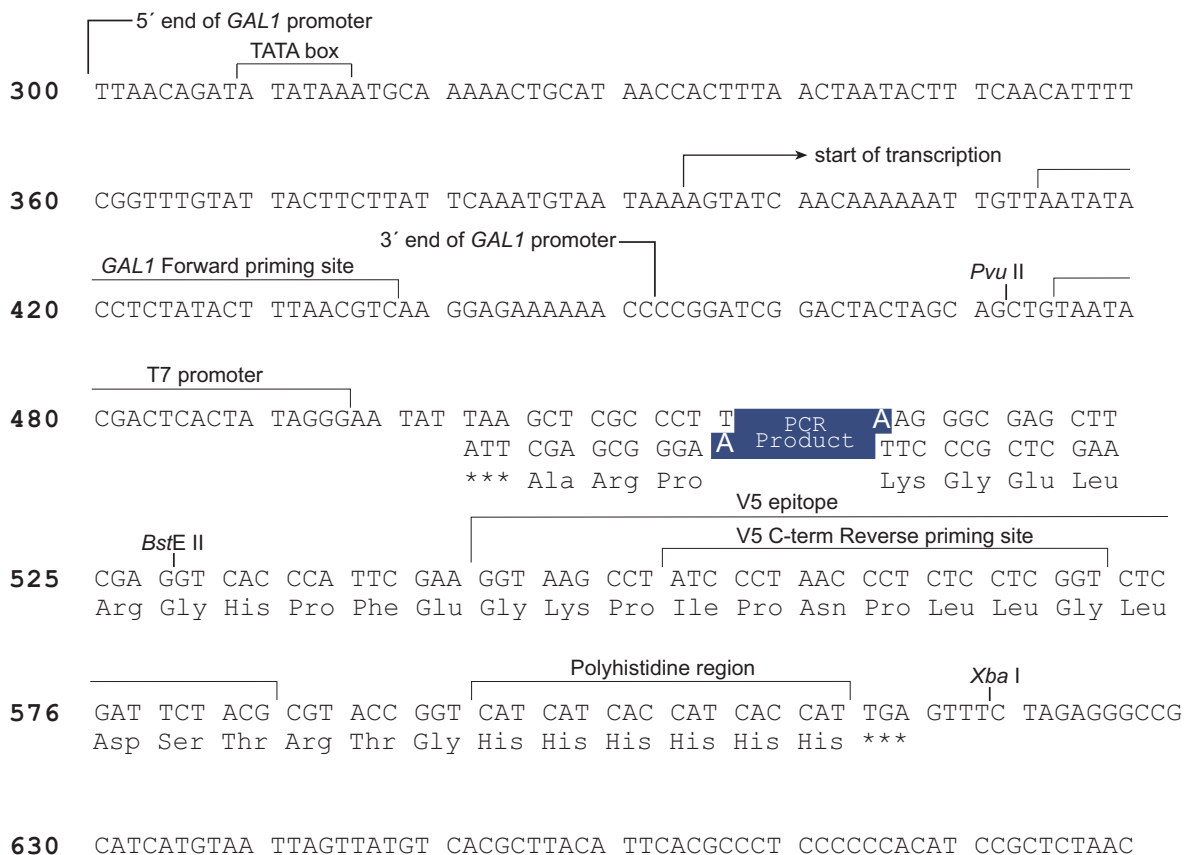 5´ end of GAL1 promoter
TATA box
300 TTAACAGATA TATAAATGCA AAAACTGCAT AACCACTTTA ACTAATACTT TCAACATTTT
start of transcription
360 CGGTTTGTAT TACTTCTTAT TCAAATGTAA TAAAAGTATC AACAAAAAAT TGTTAATATA
3´ end of GAL1 promoter
GAL1 Forward priming site
Pvu II
420 CCTCTATACT TTAACGTCAA GGAGAAAAAA CCCCGGATCG GACTACTAGC AGCTGTAATA
T7 promoter
480 CGACTCACTA TAGGGAA TAT TAA GCT CGC CCT T PCR A AG GGC GAG CTT
ATT CGA GCG GGA A Product TTC CCG CTC GAA
*** Ala Arg Pro Lys Gly Glu Leu
V5 epitope
BstE II
V5 C-term Reverse priming site
525 CGA GGT CAC CCA TTC GAA GGT AAG CCT ATC CCT AAC CCT CTC CTC GGT CTC
Arg Gly His Pro Phe Glu Gly Lys Pro Ile Pro Asn Pro Leu Leu Gly Leu
Polyhistidine region
Xba I
576 GAT TCT ACG CGT ACC GGT CAT CAT CAC CAT CAC CAT TGA GTTTC TAGAGGGCCG
Asp Ser Thr Arg Thr Gly His His His His His His ***
630 CATCATGTAA TTAGTTATGT CACGCTTACA TTCACGCCCT CCCCCCACAT CCGCTCTAAC